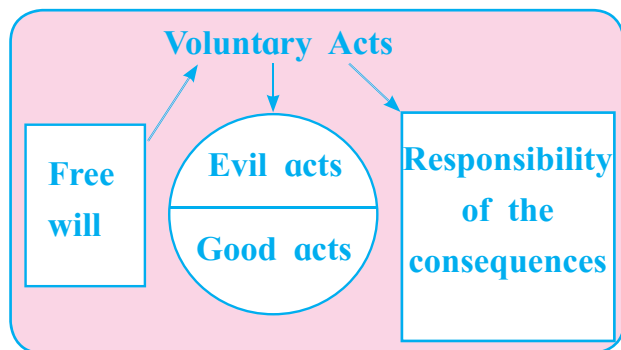 Voluntary Acts
Free
will
Evil acts
Good acts
Responsibility
of the
consequences